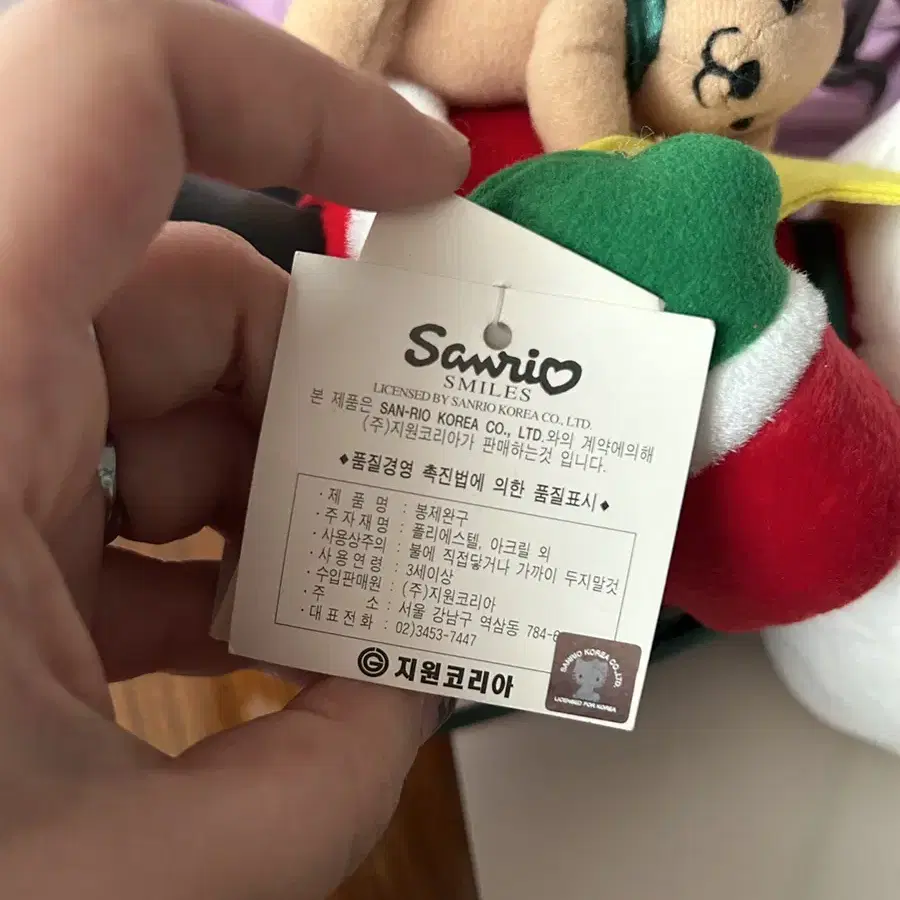 Sanrio
SMILES
LICENSED BY SANRIO KOREA CO., LTD.
본 제품은 SAN-RIO KOREA CO., LTD.와의 계약에의해
(주)지원코리아가 판매하는것 입니다.
◆품질경영 촉진법에 의한 품질표시◆
· 제 품 명 : 봉제완구
· 주 자 재 명 : 폴리에스텔, 아크릴 외
· 사용상주의 : 불에 직접닿거나 가까이 두지말것
· 사 용 연 령 : 3세이상
· 수입판매원 : (주)지원코리아
· 주 소 : 서울 강남구 역삼동 784-6
· 대 표 전 화 : 02)3453-7447
지원코리아
SANRIO KOREA CO.,LTD.
LICENSED FOR KOREA